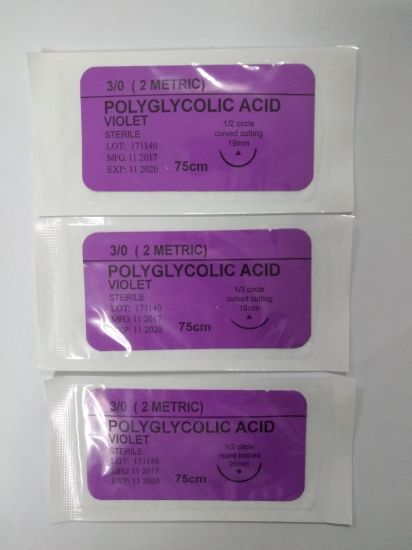 3/0 ( 2 METRIC)
POLYGLYCOLIC ACID
VIOLET
STERILE
LOT: 171140
MFG: 11 2017
EXP: 11 2020
75cm
1/2 circle
curved cutting
19mm
3/0 ( 2 METRIC)
POLYGLYCOLIC ACID
VIOLET
STERILE
LOT: 171140
MFG: 11 2017
EXP: 11 2020
75cm
1/2 circle
curved cutting
19mm
3/0 ( 2 METRIC)
POLYGLYCOLIC ACID
VIOLET
STERILE
LOT: 171140
MFG: 11 2017
EXP: 11 2020
75cm
1/2 circle
round bodied